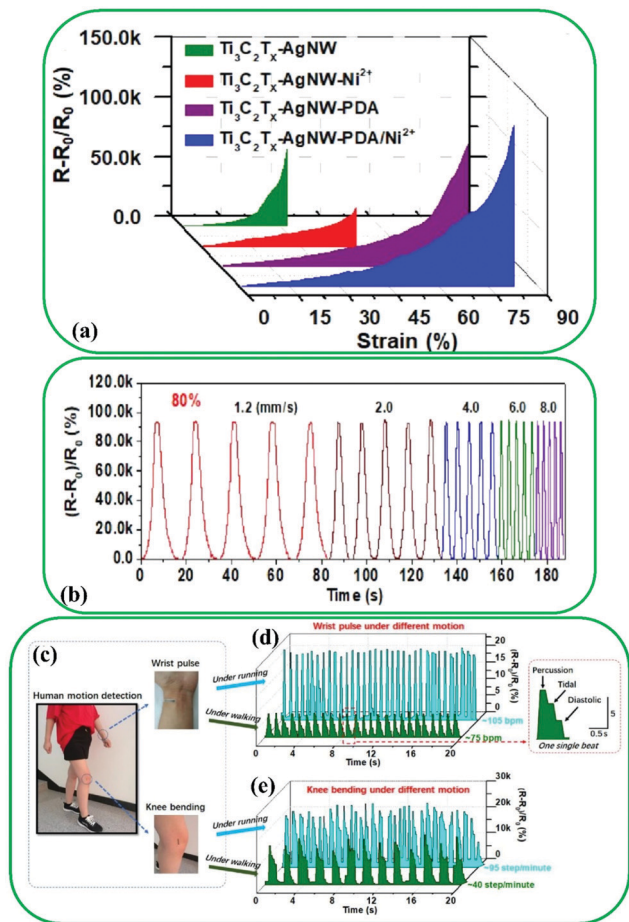 150.0k
100.0k
50.0k
0.0
R-R₀/R₀ (%)
Ti₃C₂Tₓ-AgNW
Ti₃C₂Tₓ-AgNW-Ni²⁺
Ti₃C₂Tₓ-AgNW-PDA
Ti₃C₂Tₓ-AgNW-PDA/Ni²⁺
0 15 30 45 60 75 90
Strain (%)
(a)
120.0k
100.0k
80.0k
60.0k
40.0k
20.0k
0.0
(R-R₀)/R₀ (%)
80% 1.2 (mm/s) 2.0 4.0 6.0 8.0
0 20 40 60 80 100 120 140 160 180
Time (s)
(b)
(c)
Human motion detection
Wrist pulse
Knee bending
Under running
Under walking
Under running
Under walking
(d)
Wrist pulse under different motion
20
15
10
5
0
(R-R₀)/R₀ (%)
~105 bpm
~75 bpm
0 4 8 12 16 20
Time (s)
Percussion
Tidal
Diastolic
5
0.5s
One single beat
(e)
Knee bending under different motion
30k
20k
10k
0
(R-R₀)/R₀ (%)
~95 step/minute
~40 step/minute
0 4 8 12 16 20
Time (s)